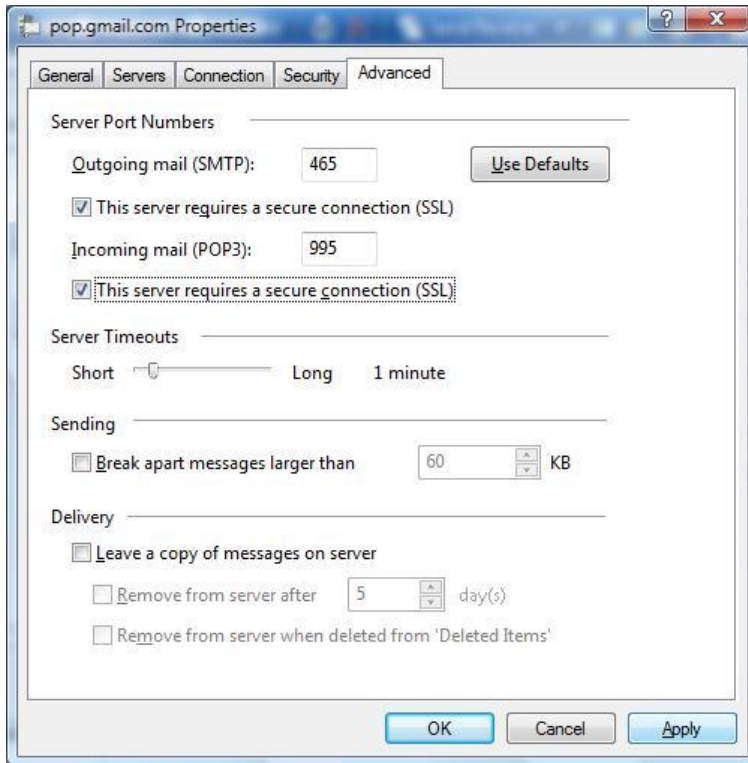 pop.gmail.com Properties
General Servers Connection Security Advanced
Server Port Numbers
Outgoing mail (SMTP): 465 Use Defaults
This server requires a secure connection (SSL)
Incoming mail (POP3): 995
This server requires a secure connection (SSL)
Server Timeouts
Short Long 1 minute
Sending
Break apart messages larger than 60 KB
Delivery
Leave a copy of messages on server
Remove from server after 5 day(s)
Remove from server when deleted from 'Deleted Items'
OK Cancel Apply